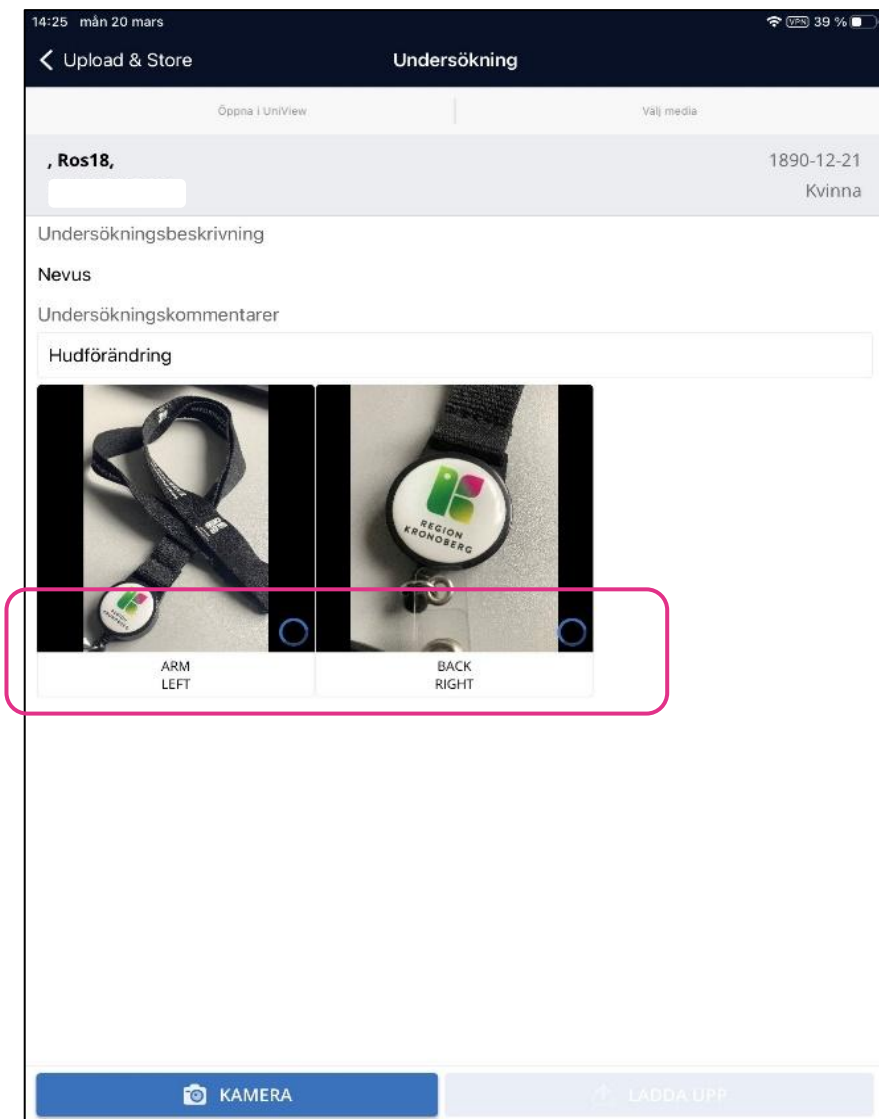 14:25 mån 20 mars
VPN 39 %
Upload & Store
Undersökning
Öppna i UniView
Välj media
, Ros18,
1890-12-21
Kvinna
Undersökningsbeskrivning
Nevus
Undersökningskommentarer
Hudförändring
REGION
KRONOBERG
ARM
LEFT
BACK
RIGHT
KAMERA
LADDA UPP